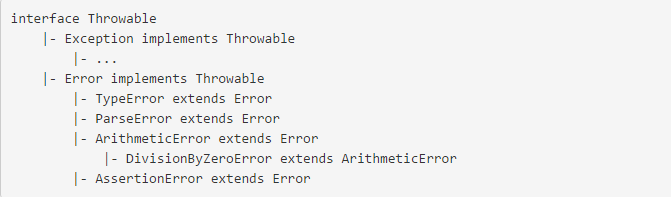 interface Throwable
    |- Exception implements Throwable
        |- ...
    |- Error implements Throwable
        |- TypeError extends Error
        |- ParseError extends Error
        |- ArithmeticError extends Error
            |- DivisionByZeroError extends ArithmeticError
        |- AssertionError extends Error